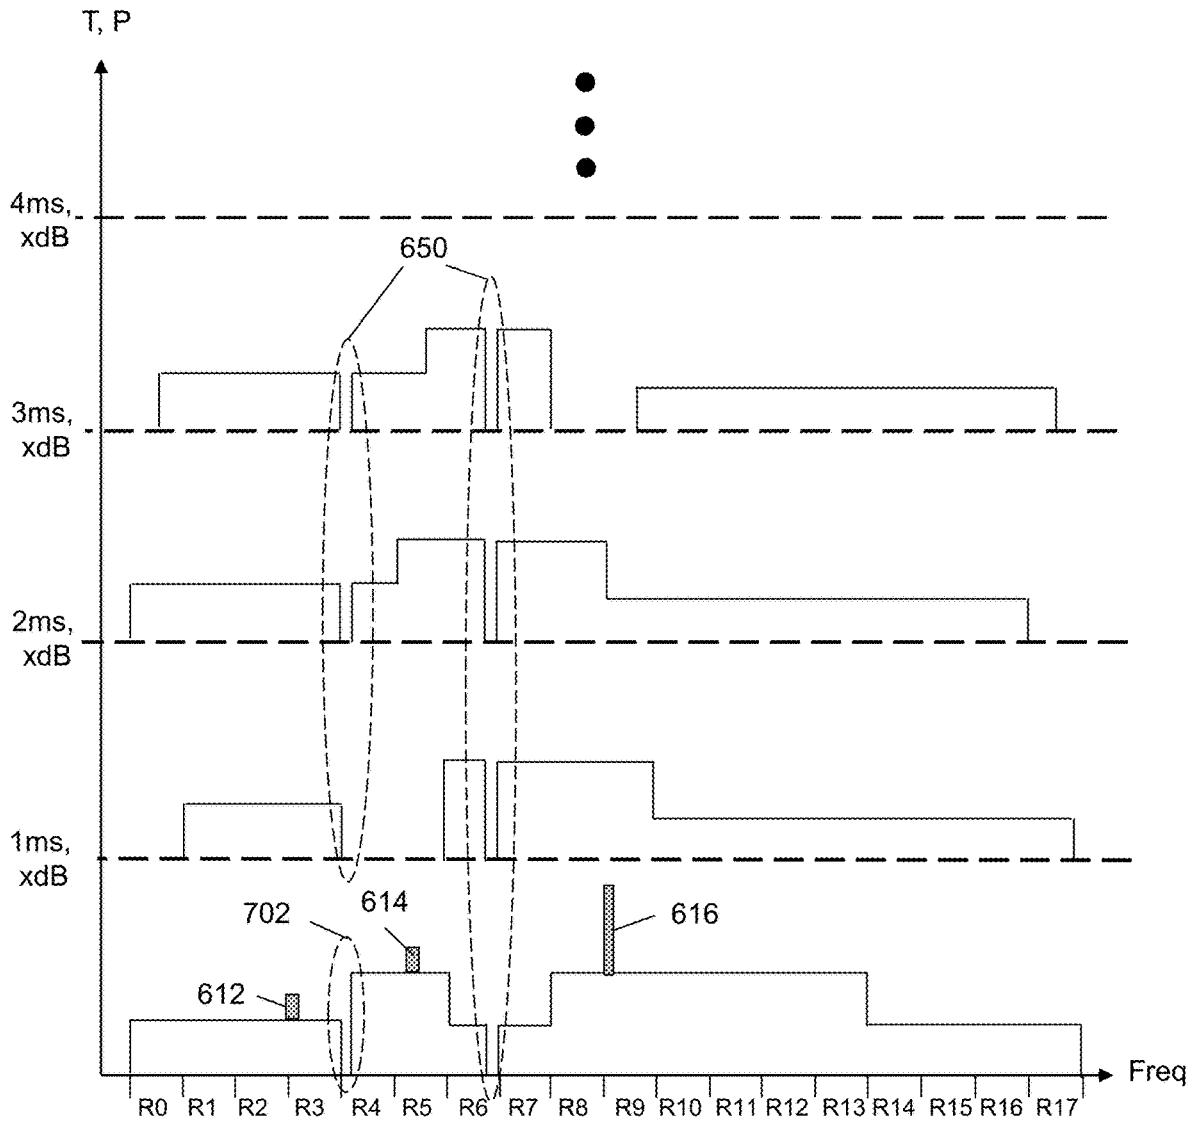 T, P
4ms,
xdB
650
3ms,
xdB
2ms,
xdB
1ms,
xdB
702
614
616
612
Freq
R0 R1 R2 R3 R4 R5 R6 R7 R8 R9 R10 R11 R12 R13 R14 R15 R16 R17